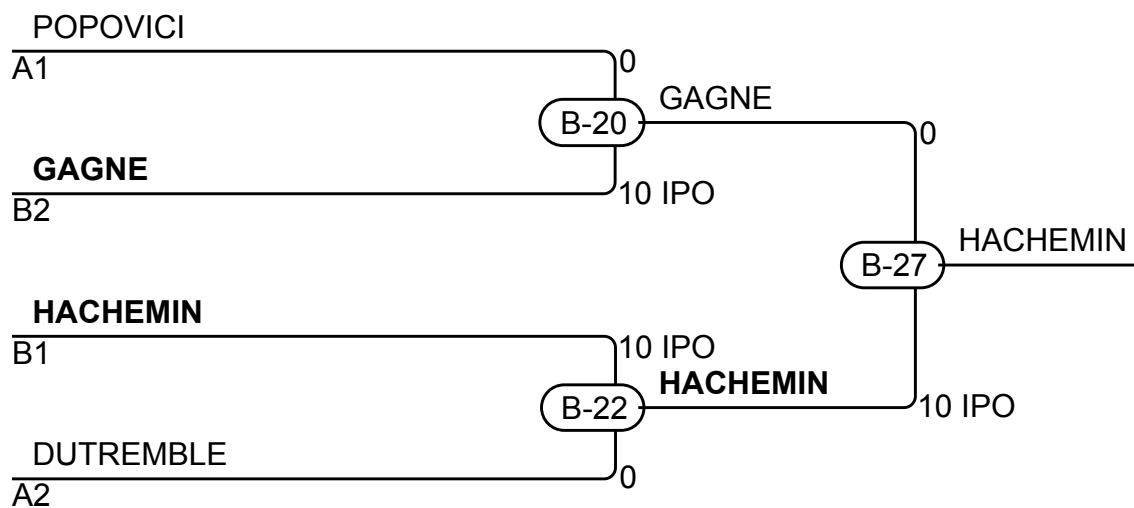 POPOVICI
A1
0
B-20
GAGNE
0
GAGNE
B2
10 IPO
B-27
HACHEMIN
HACHEMIN
B1
10 IPO
HACHEMIN
B-22
10 IPO
DUTREMBLE
A2
0